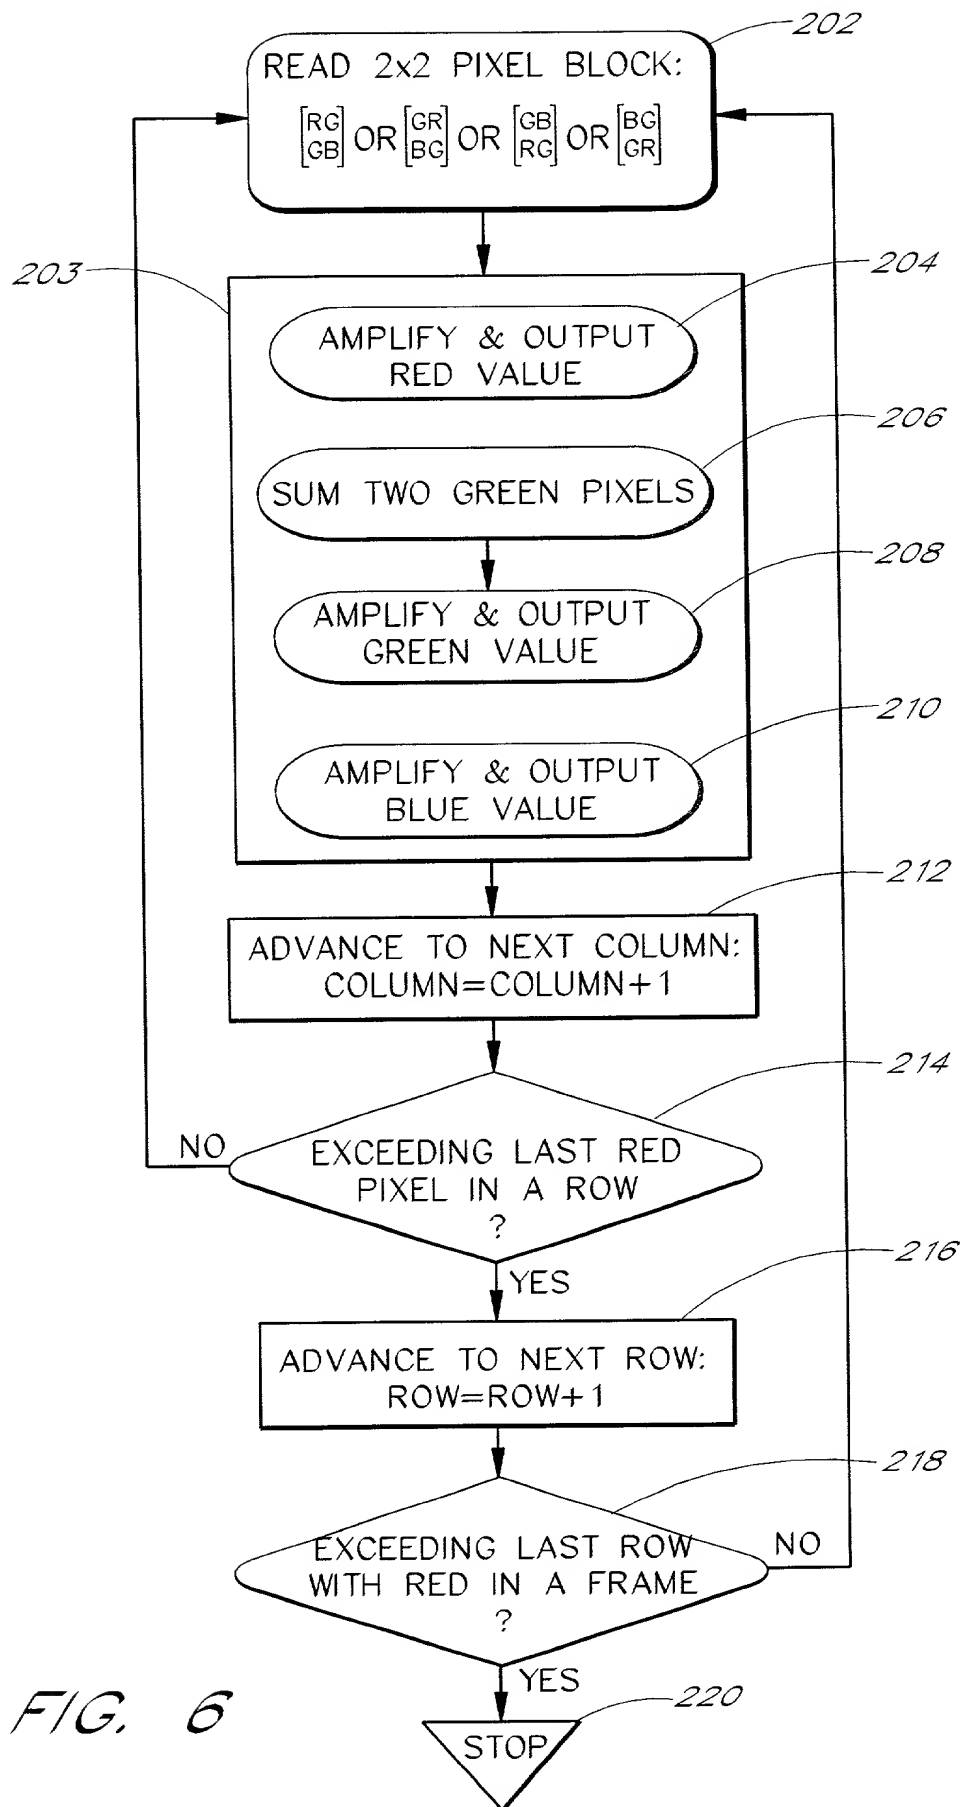 202
READ 2x2 PIXEL BLOCK:
[RG GB] OR [GR BG] OR [GB RG] OR [BG GR]
203
204
AMPLIFY & OUTPUT
RED VALUE
206
SUM TWO GREEN PIXELS
208
AMPLIFY & OUTPUT
GREEN VALUE
210
AMPLIFY & OUTPUT
BLUE VALUE
212
ADVANCE TO NEXT COLUMN:
COLUMN=COLUMN+1
214
NO
EXCEEDING LAST RED
PIXEL IN A ROW
?
YES
216
ADVANCE TO NEXT ROW:
ROW=ROW+1
218
EXCEEDING LAST ROW
WITH RED IN A FRAME
?
NO
YES
220
STOP
FIG. 6